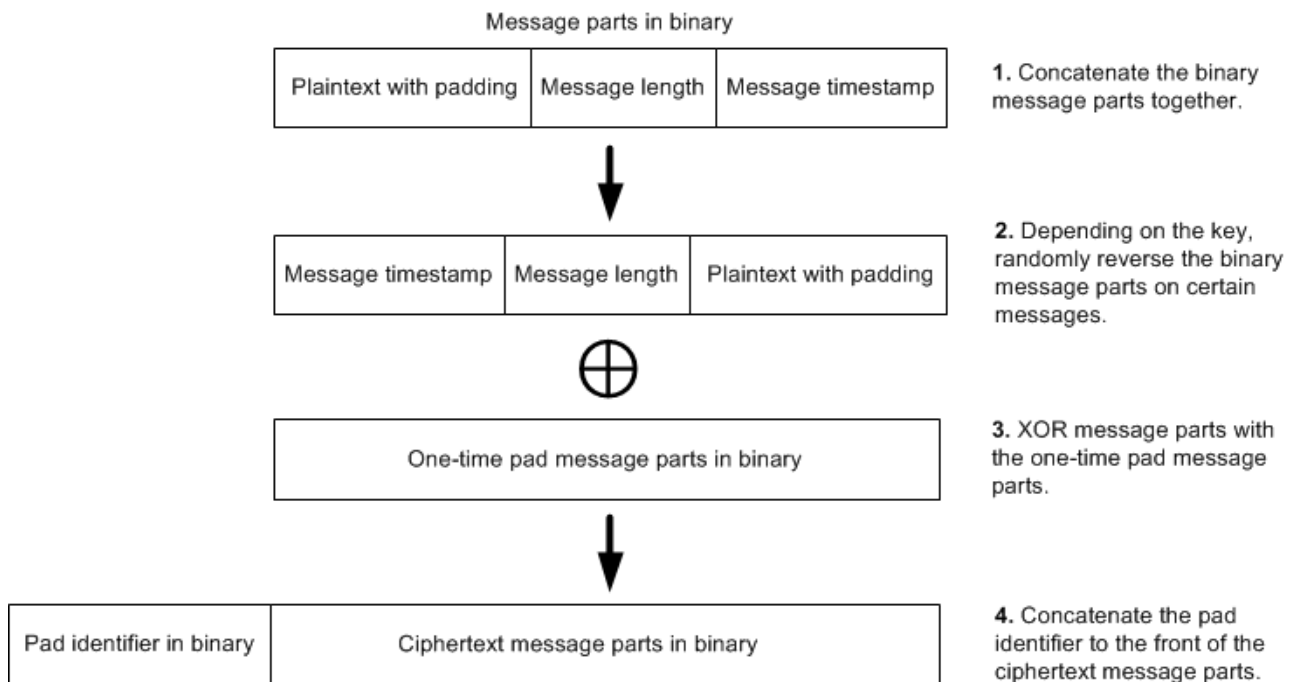 Message parts in binary
Plaintext with padding Message length Message timestamp
1. Concatenate the binary
message parts together.
Message timestamp Message length Plaintext with padding
2. Depending on the key,
randomly reverse the binary
message parts on certain
messages.
One-time pad message parts in binary
3. XOR message parts with
the one-time pad message
parts.
Pad identifier in binary Ciphertext message parts in binary
4. Concatenate the pad
identifier to the front of the
ciphertext message parts.